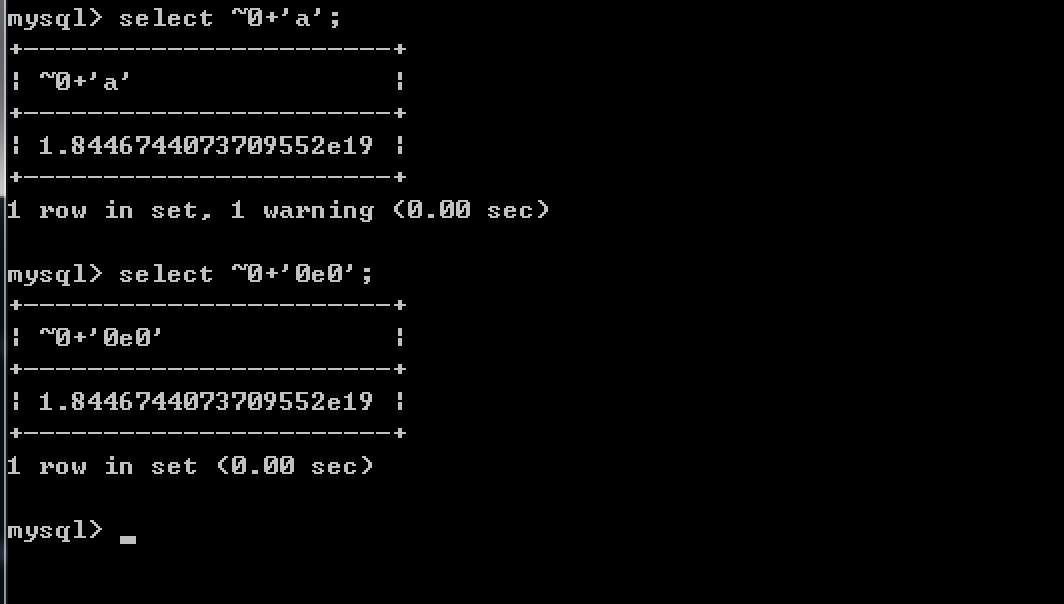 mysql> select ~0+'a';
+-----------------------+
| ~0+'a'                |
+-----------------------+
| 1.8446744073709552e19 |
+-----------------------+
1 row in set, 1 warning (0.00 sec)
mysql> select ~0+'0e0';
+-----------------------+
| ~0+'0e0'              |
+-----------------------+
| 1.8446744073709552e19 |
+-----------------------+
1 row in set (0.00 sec)
mysql> _